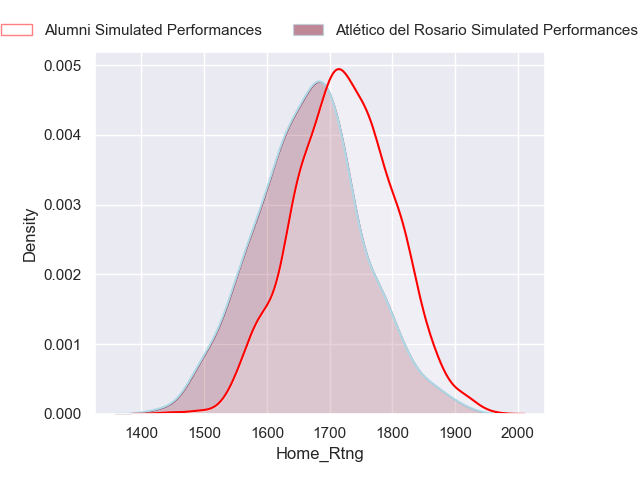 Alumni Simulated Performances Atlético del Rosario Simulated Performances
0.005
0.004
0.003
0.002
0.001
0.000
Density
1400 1500 1600 1700 1800 1900 2000
Home_Rtng